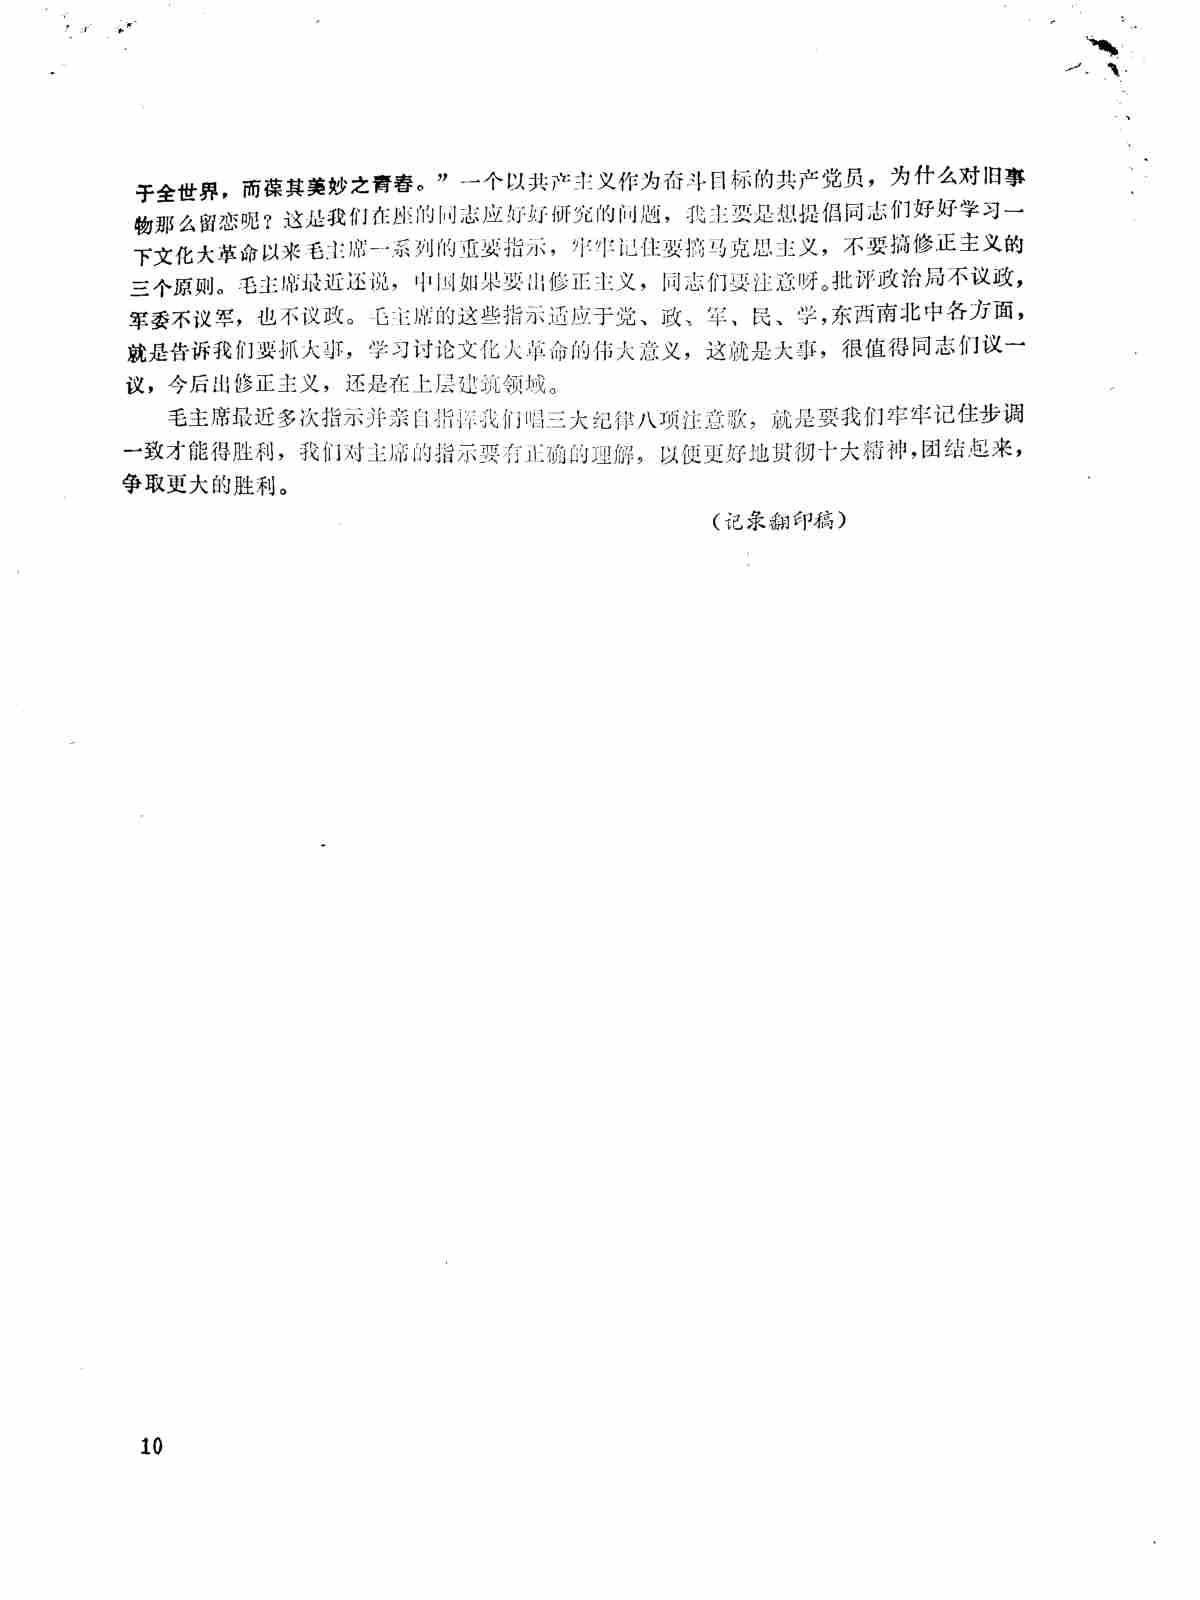 于全世界，而葆其美妙之青春。”一个以共产主义作为奋斗目标的共产党员，为什么对旧事
物那么留恋呢？这是我们在座的同志应好好研究的问题，我主要是想提倡同志们好好学习一
下文化大革命以来毛主席一系列的重要指示，牢牢记住要搞马克思主义，不要搞修正主义的
三个原则。毛主席最近还说，中国如果要出修正主义，同志们要注意呀。批评政治局不议政，
军委不议军，也不议政。毛主席的这些指示适应于党、政、军、民、学，东西南北中各方面，
就是告诉我们要抓大事，学习讨论文化大革命的伟大意义，这就是大事，很值得同志们议一
议，今后出修正主义，还是在上层建筑领域。
毛主席最近多次指示并亲自指挥我们唱三大纪律八项注意歌，就是要我们牢牢记住步调
一致才能得胜利，我们对主席的指示要有正确的理解，以便更好地贯彻十大精神，团结起来，
争取更大的胜利。
（记录翻印稿）
10